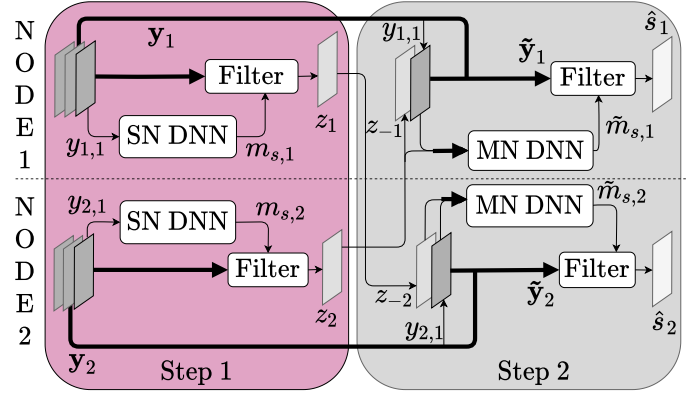 NODE 1
y₁
Filter
z₁
y₁,₁
SN DNN
mₛ,₁
y₁,₁
z₋₁
ỹ₁
Filter
ŝ₁
MN DNN
m̃ₛ,₁
NODE 2
y₂,₁
SN DNN
mₛ,₂
Filter
z₂
y₂
Step 1
MN DNN
m̃ₛ,₂
z₋₂
Filter
ỹ₂
y₂,₁
ŝ₂
Step 2